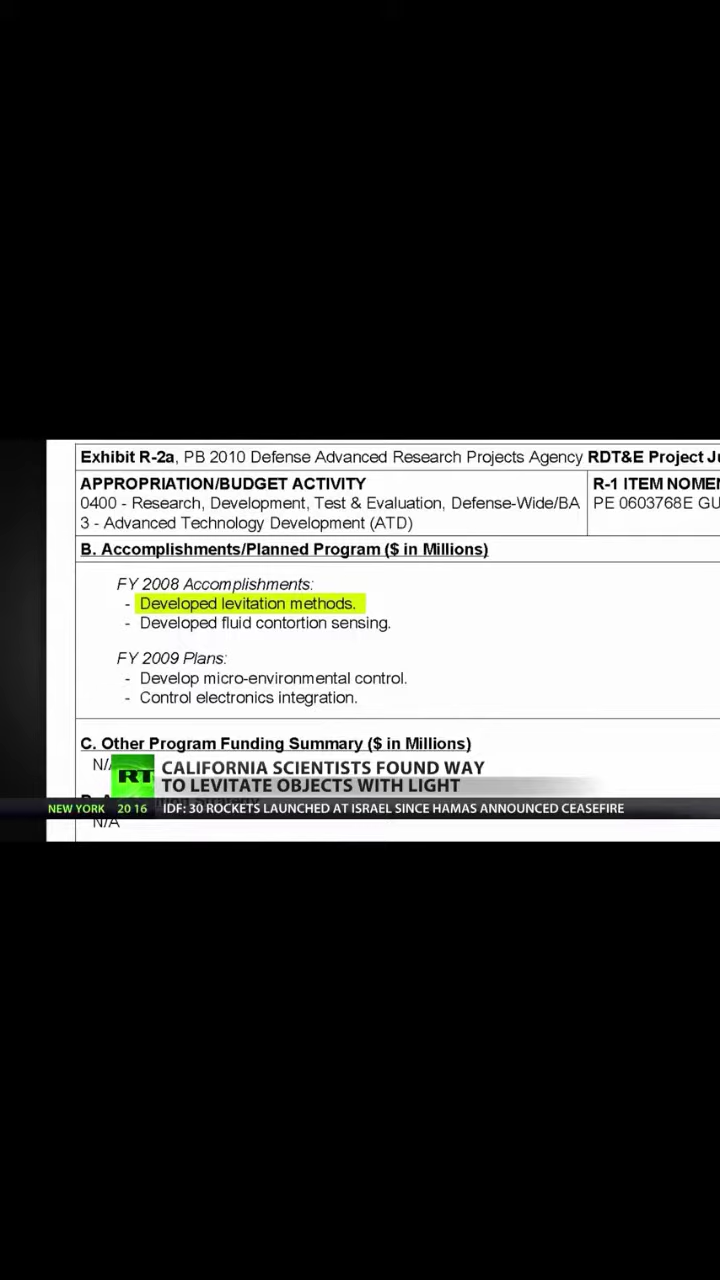 Exhibit R-2a, PB 2010 Defense Advanced Research Projects Agency RDT&E Project Ju
APPROPRIATION/BUDGET ACTIVITY
R-1 ITEM NOMEN
0400 - Research, Development, Test & Evaluation, Defense-Wide/BA
PE 0603768E GU
3 - Advanced Technology Development (ATD)
B. Accomplishments/Planned Program ($ in Millions)
FY 2008 Accomplishments:
- Developed levitation methods.
- Developed fluid contortion sensing.
FY 2009 Plans:
- Develop micro-environmental control.
- Control electronics integration.
C. Other Program Funding Summary ($ in Millions)
N/A
RT
CALIFORNIA SCIENTISTS FOUND WAY
TO LEVITATE OBJECTS WITH LIGHT
NEW YORK 20 16 IDF: 30 ROCKETS LAUNCHED AT ISRAEL SINCE HAMAS ANNOUNCED CEASEFIRE
N/A